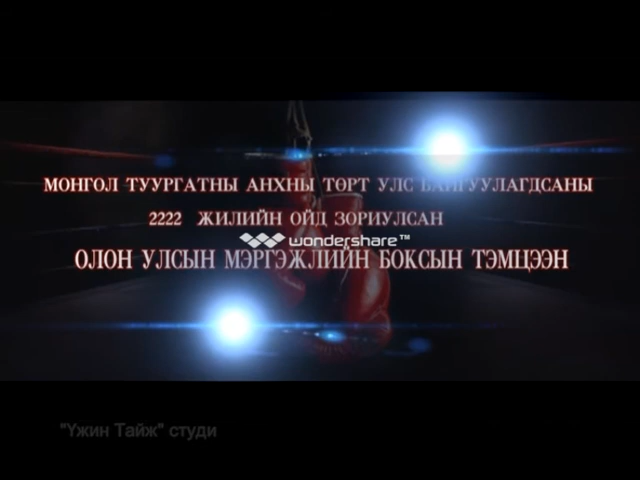 МОНГОЛ ТУУРГАТНЫ АНХНЫ ТӨРТ УЛС БАЙГУУЛАГДСАНЫ
2222 ЖИЛИЙН ОЙД ЗОРИУЛСАН
wondershare™
ОЛОН УЛСЫН МЭРГЭЖЛИЙН БОКСЫН ТЭМЦЭЭН
"Үжин Тайж" студи